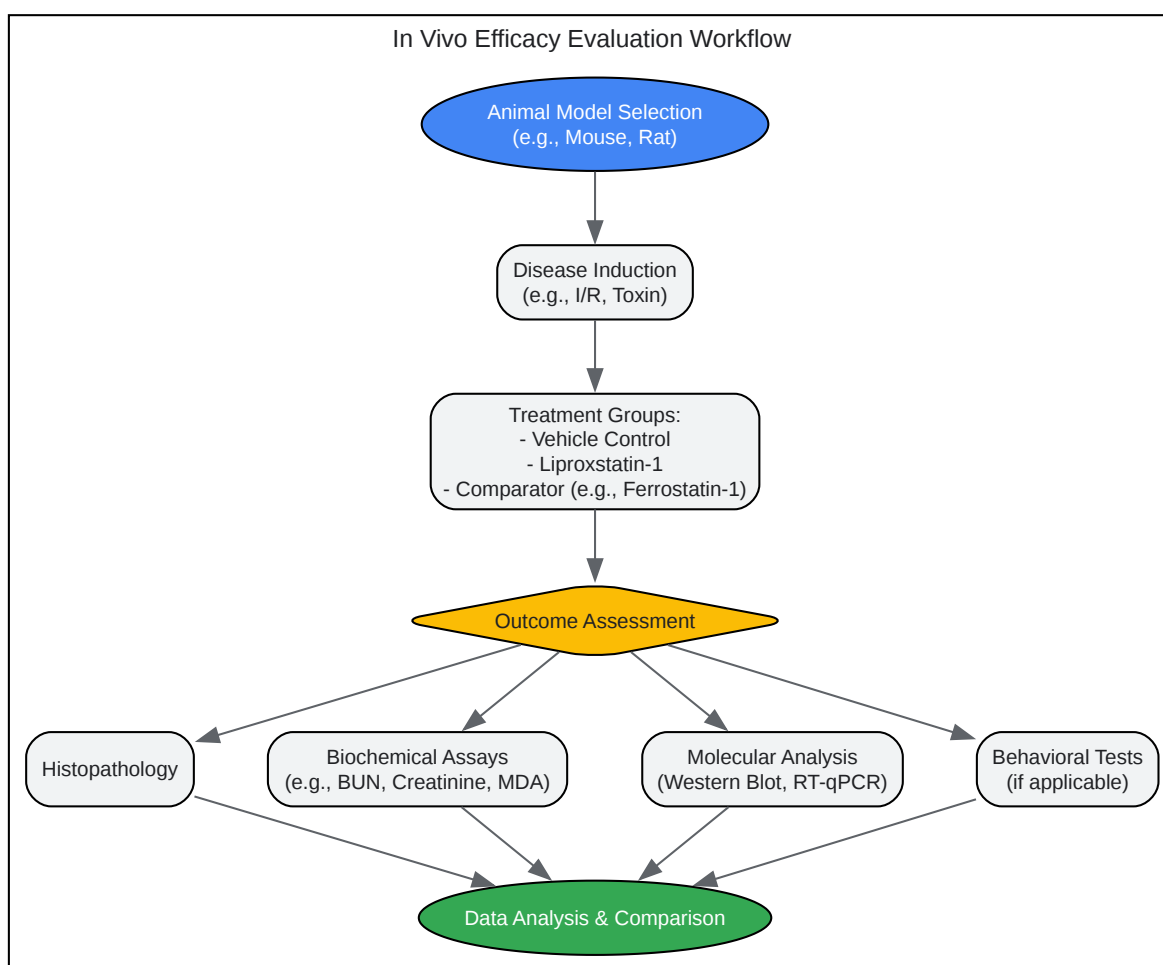 In Vivo Efficacy Evaluation Workflow
Animal Model Selection
(e.g., Mouse, Rat)
Disease Induction
(e.g., I/R, Toxin)
Treatment Groups:
- Vehicle Control
- Liproxstatin-1
- Comparator (e.g., Ferrostatin-1)
Outcome Assessment
Histopathology
Biochemical Assays
(e.g., BUN, Creatinine, MDA)
Molecular Analysis
(Western Blot, RT-qPCR)
Behavioral Tests
(if applicable)
Data Analysis & Comparison